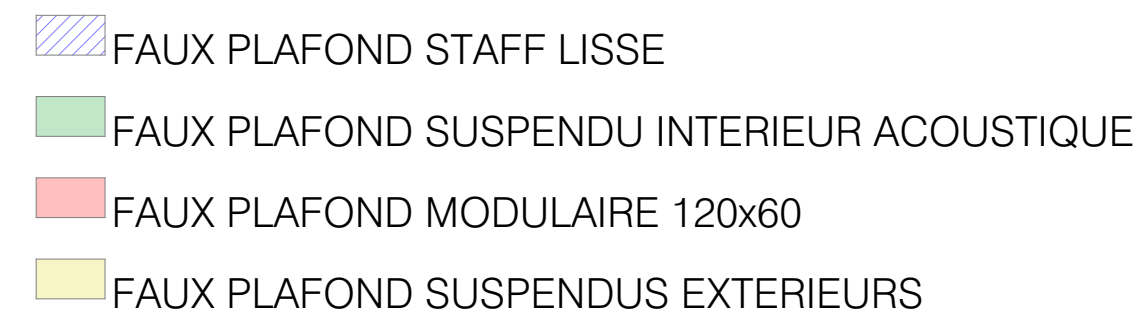 FAUX PLAFOND STAFF LISSE
FAUX PLAFOND SUSPENDU INTERIEUR ACOUSTIQUE
FAUX PLAFOND MODULAIRE 120x60
FAUX PLAFOND SUSPENDUS EXTERIEURS